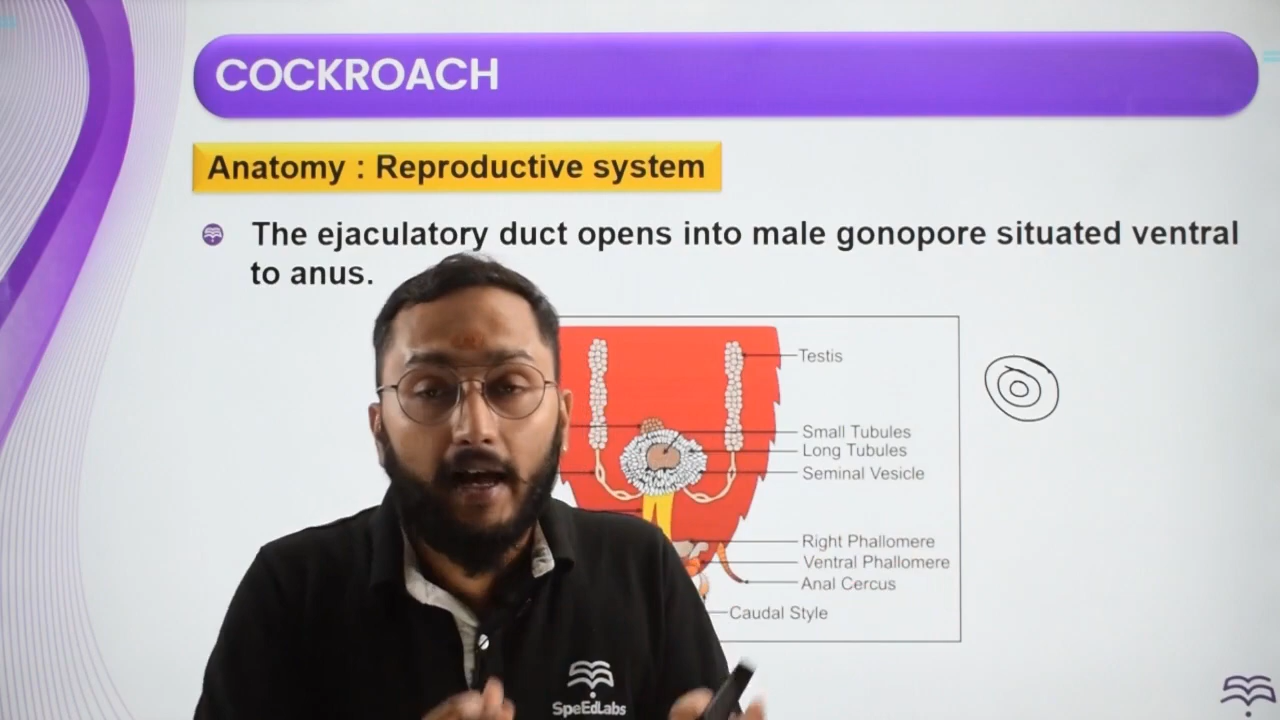 COCKROACH
Anatomy : Reproductive system
The ejaculatory duct opens into male gonopore situated ventral
to anus.
Testis
Small Tubules
Long Tubules
Seminal Vesicle
Right Phallomere
Ventral Phallomere
Anal Cercus
Caudal Style
SpeEdLabs